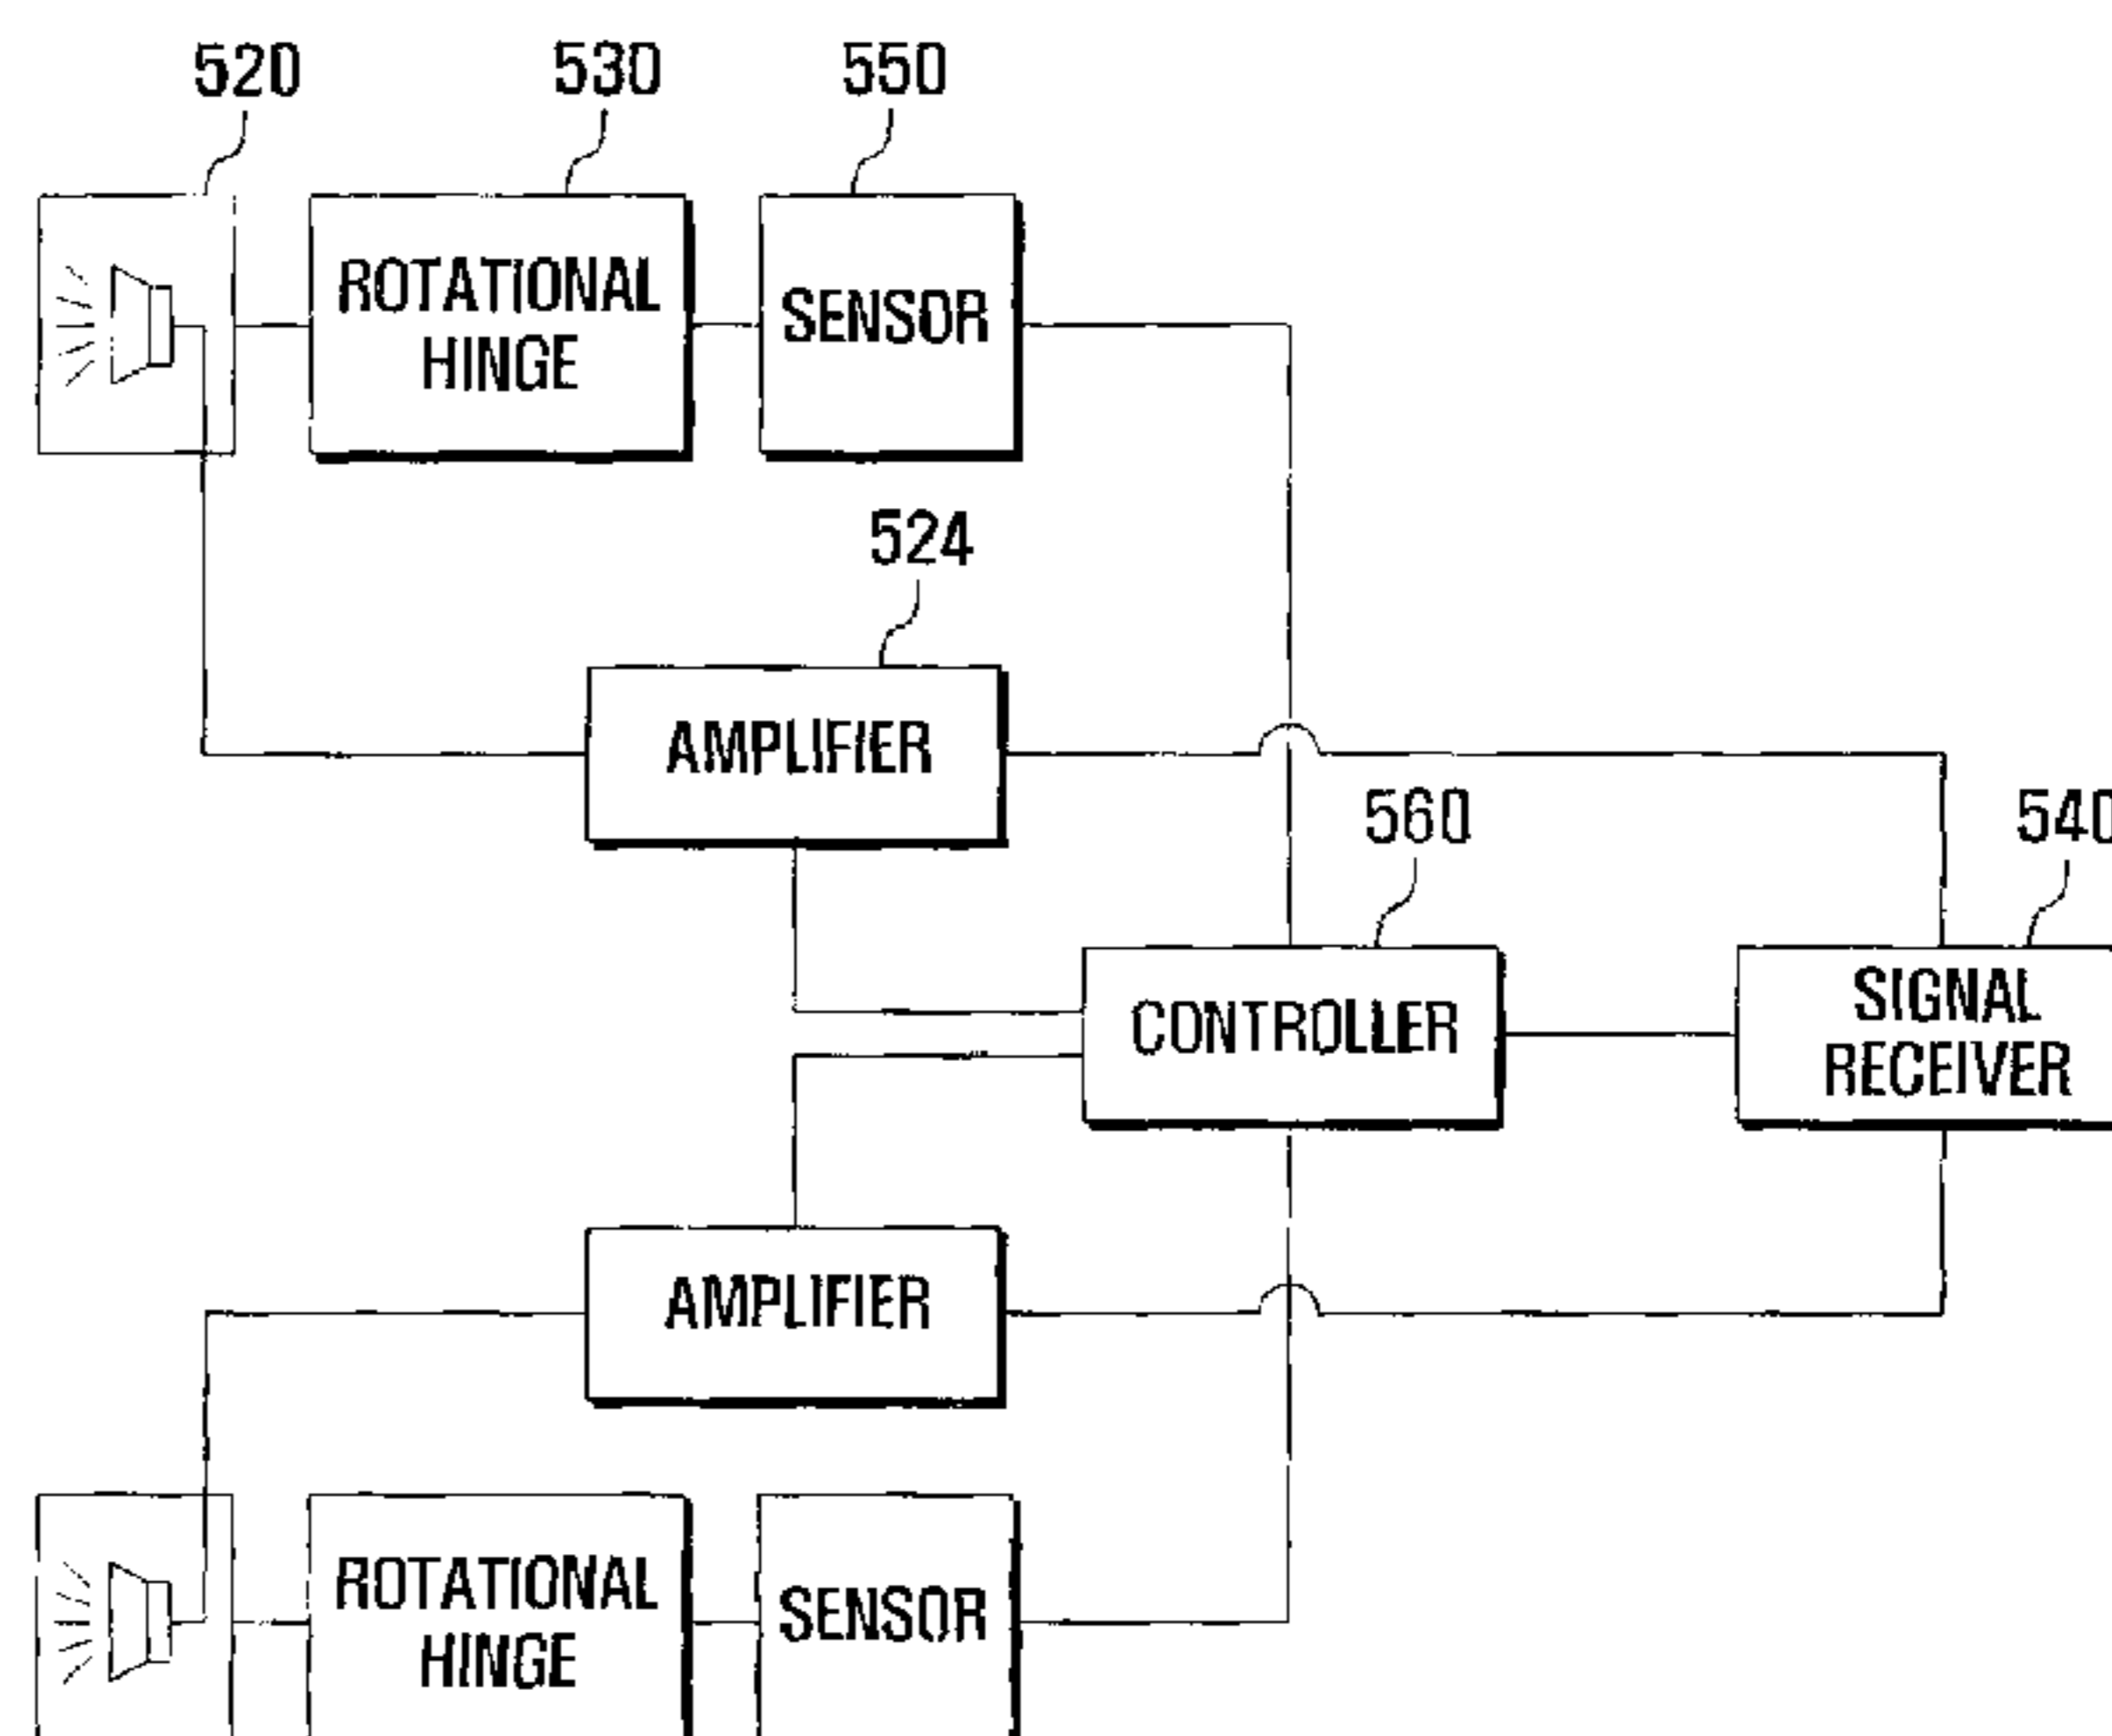 520
530
550
ROTATIONAL
HINGE
SENSOR
524
AMPLIFIER
560
540
CONTROLLER
SIGNAL
RECEIVER
AMPLIFIER
ROTATIONAL
HINGE
SENSOR